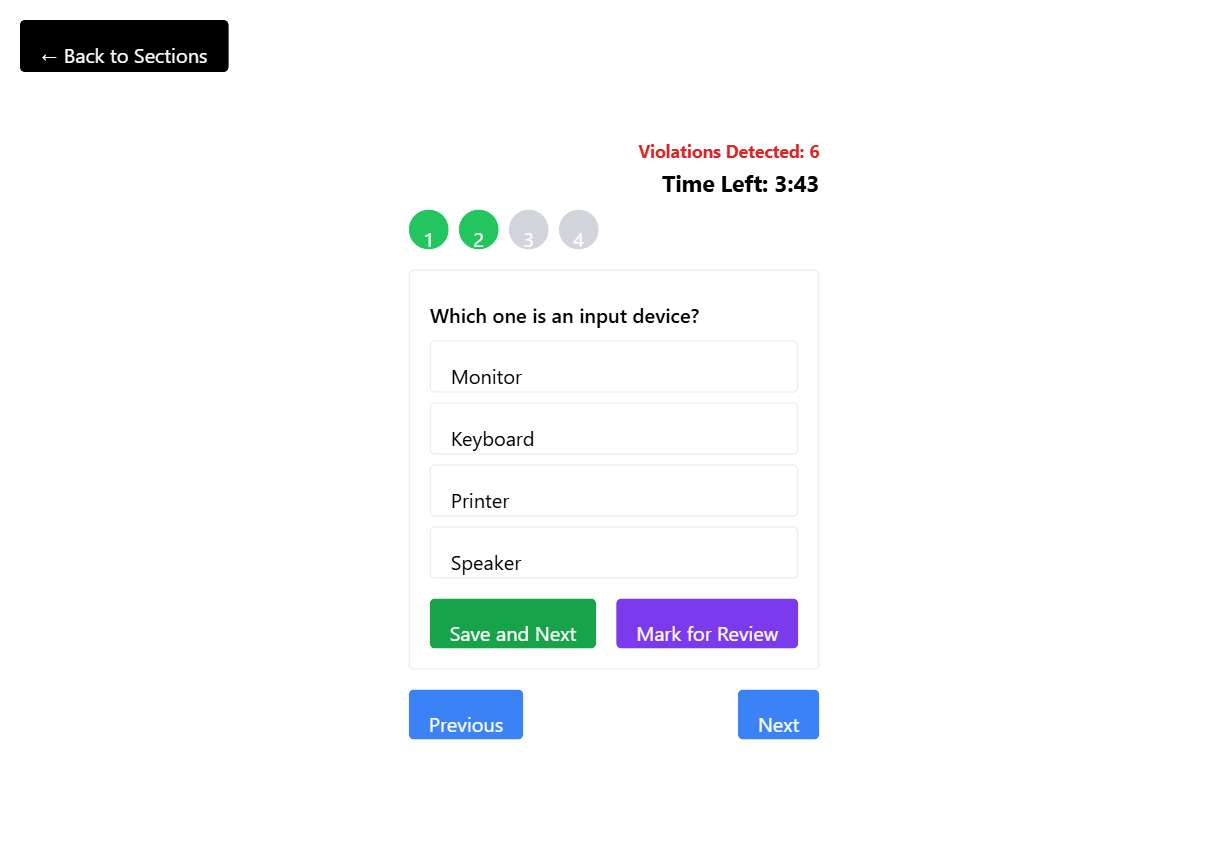 ← Back to Sections
Violations Detected: 6
Time Left: 3:43
1 2 3 4
Which one is an input device?
Monitor
Keyboard
Printer
Speaker
Save and Next Mark for Review
Previous Next